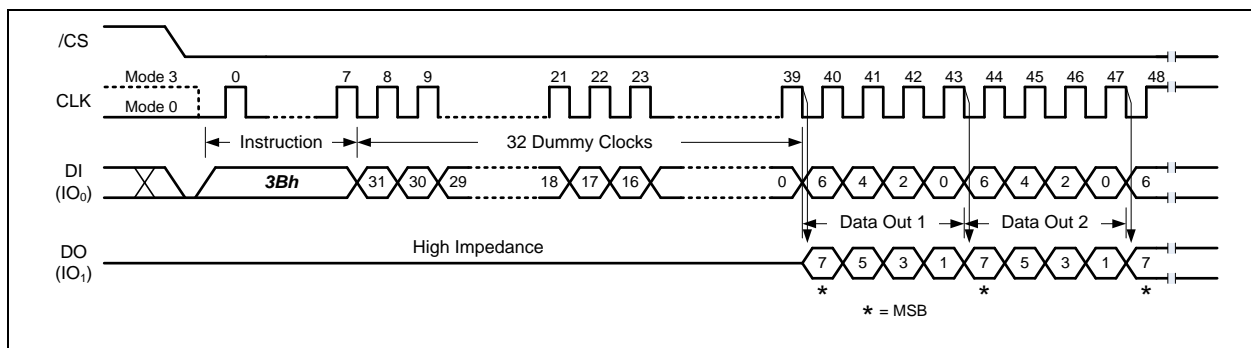 /CS
Mode 3 0 7 8 9 21 22 23 39 40 41 42 43 44 45 46 47 48
CLK
Mode 0
Instruction 32 Dummy Clocks
DI
(IO0)
3Bh 31 30 29 18 17 16 0 6 4 2 0 6 4 2 0 6
Data Out 1 Data Out 2
DO
(IO1)
High Impedance
7 5 3 1 7 5 3 1 7
* * *
* = MSB